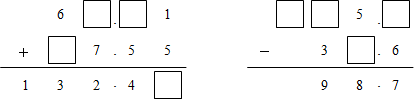 6 □ . □ 1 □ □ 5 . □
+ □ 7 . 5 5 − 3 □ . 6
1 3 2 . 4 □ 9 8 . 7